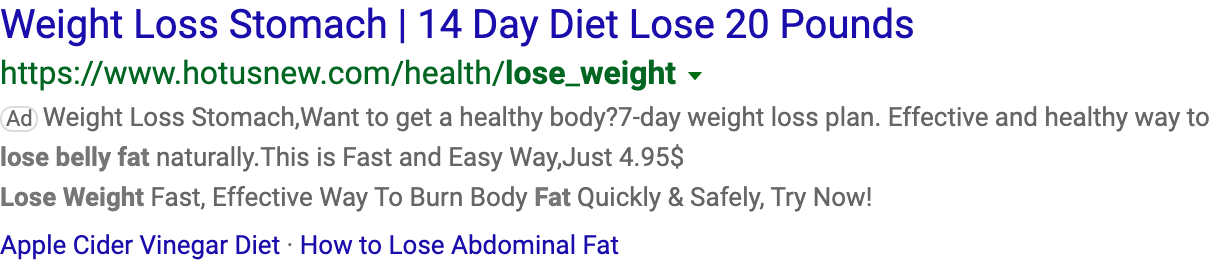 Weight Loss Stomach | 14 Day Diet Lose 20 Pounds
https://www.hotusnew.com/health/lose_weight
Ad Weight Loss Stomach,Want to get a healthy body?7-day weight loss plan. Effective and healthy way to
lose belly fat naturally.This is Fast and Easy Way,Just 4.95$
Lose Weight Fast, Effective Way To Burn Body Fat Quickly & Safely, Try Now!
Apple Cider Vinegar Diet · How to Lose Abdominal Fat